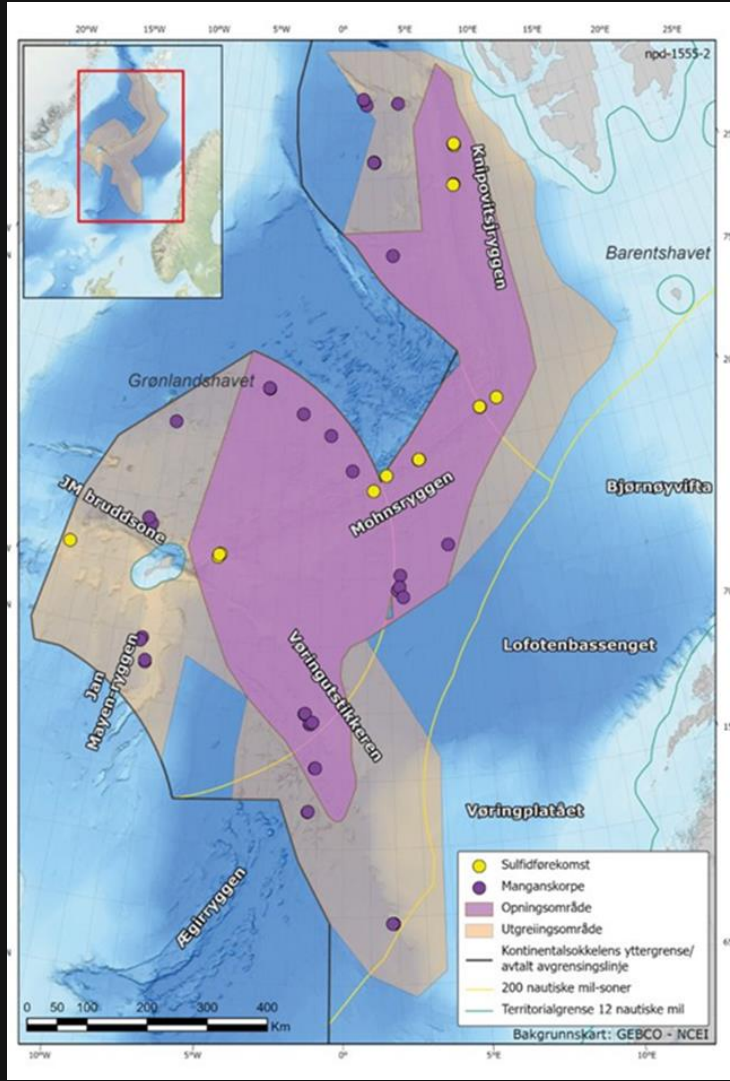 20°W 15°W 10°W 5°W 0°E 5°E 10°E 15°E 20°E 25°E
npd-1555-2
Knipovitsjryggen
Barentshavet
Grønlandshavet
JM bruddsone
Mohnsryggen
Bjørnøyvifta
Jan
Mayen-ryggen
Vøringutstikkeren
Lofotenbassenget
Vøringplatået
Ægirryggen
Sulfidførekomst
Manganskorpe
Opningsområde
Utgreiingsområde
Kontinentalsokkelens yttergrense/
avtalt avgrensingslinje
200 nautiske mil-soner
Territorialgrense 12 nautiske mil
0 50 100 200 300 400
Km
Bakgrunnskart: GEBCO - NCEI
10°W 5°W 0°E 5°E 10°E